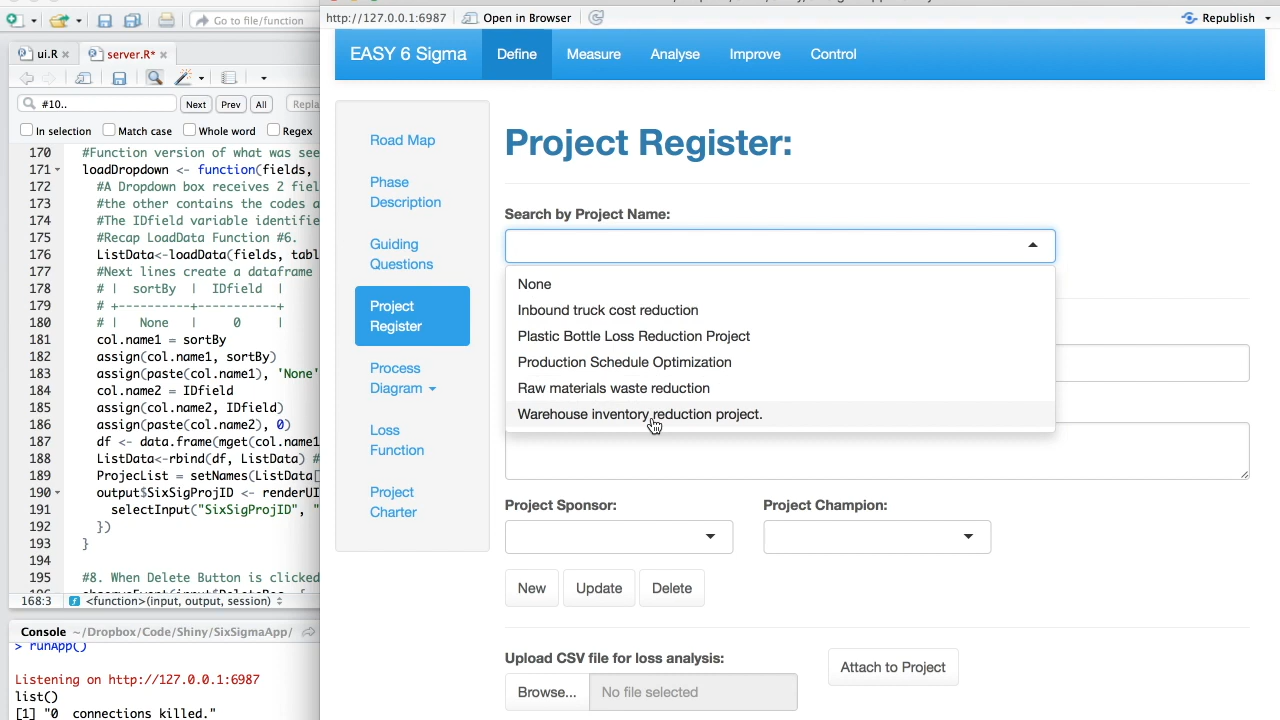 http://127.0.0.1:6987
Open in Browser
Republish
Go to file/function
EASY 6 Sigma
Define
Measure
Analyse
Improve
Control
ui.R
server.R*
#10..
Next
Prev
All
Repla
In selection
Match case
Whole word
Regex
170 #Function version of what was see
171 loadDropdown <- function(fields,
172 #A Dropdown box receives 2 fiel
173 #the other contains the codes a
174 #The IDfield variable identifie
175 #Recap LoadData Function #6.
176 ListData<-loadData(fields, tabl
177 #Next lines create a dataframe
178 # | sortBy | IDfield |
179 # +----------+-----------+
180 # | None | 0 |
181 col.name1 = sortBy
182 assign(col.name1, sortBy)
183 assign(paste(col.name1), 'None'
184 col.name2 = IDfield
185 assign(col.name2, IDfield)
186 assign(paste(col.name2), 0)
187 df <- data.frame(mget(col.name1
188 ListData<-rbind(df, ListData) #
189 ProjecList = setNames(ListData[
190 output$SixSigProjID <- renderUI
191 selectInput("SixSigProjID", "
192 })
193 }
194
195 #8. When Delete Button is clicked
168:3
<function>(input, output, session)
Console ~/Dropbox/Code/Shiny/SixSigmaApp/
> runApp()
Listening on http://127.0.0.1:6987
list()
[1] "0 connections killed."
Road Map
Phase
Description
Guiding
Questions
Project
Register
Process
Diagram
Loss
Function
Project
Charter
Project Register:
Search by Project Name:
None
Inbound truck cost reduction
Plastic Bottle Loss Reduction Project
Production Schedule Optimization
Raw materials waste reduction
Warehouse inventory reduction project.
Project Sponsor:
Project Champion:
New
Update
Delete
Upload CSV file for loss analysis:
Browse...
No file selected
Attach to Project